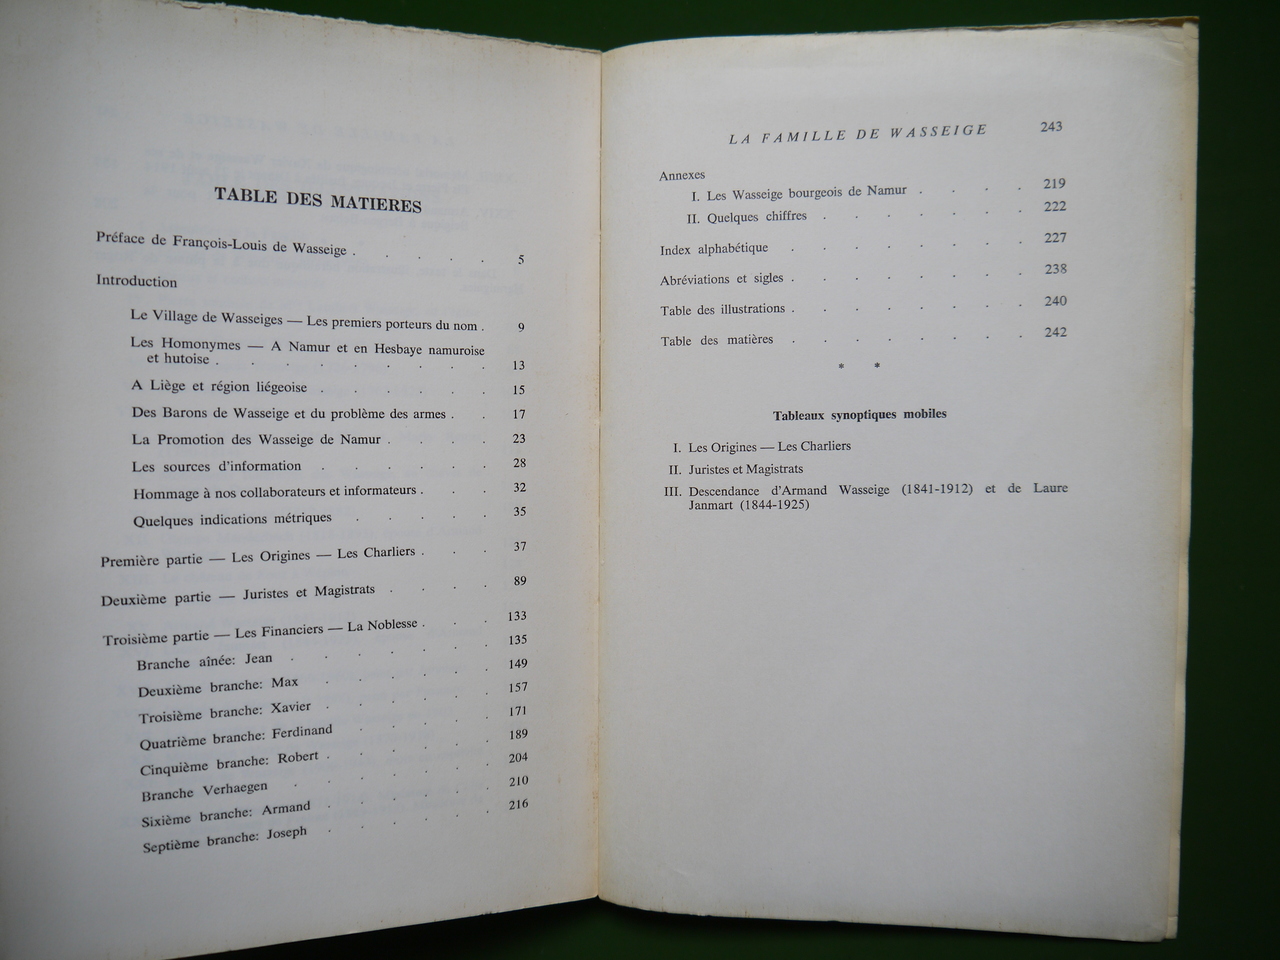 TABLE DES MATIERES
Préface de François-Louis de Wasseige . . . . . 5
Introduction
Le Village de Wasseiges — Les premiers porteurs du nom . 9
Les Homonymes — A Namur et en Hesbaye namuroise
et hutoise . . . . . . . . . 13
A Liège et région liégeoise . . . . . . 15
Des Barons de Wasseige et du problème des armes . . 17
La Promotion des Wasseige de Namur . . . . 23
Les sources d'information . . . . . . 28
Hommage à nos collaborateurs et informateurs . . . 32
Quelques indications métriques . . . . . 35
Première partie — Les Origines — Les Charliers . . . 37
Deuxième partie — Juristes et Magistrats . . . . 89
Troisième partie — Les Financiers — La Noblesse . . . 133
Branche aînée: Jean . . . . . . 135
Deuxième branche: Max . . . . . 149
Troisième branche: Xavier . . . . . 157
Quatrième branche: Ferdinand . . . . 171
Cinquième branche: Robert . . . . . 189
Branche Verhaegen . . . . . . 204
Sixième branche: Armand . . . . . 210
Septième branche: Joseph . . . . . 216
LA FAMILLE DE WASSEIGE 243
Annexes
I. Les Wasseige bourgeois de Namur . . . . 219
II. Quelques chiffres . . . . . . . 222
Index alphabétique . . . . . . . . 227
Abréviations et sigles . . . . . . . . 238
Table des illustrations . . . . . . . . 240
Table des matières . . . . . . . . 242
* *
Tableaux synoptiques mobiles
I. Les Origines — Les Charliers
II. Juristes et Magistrats
III. Descendance d'Armand Wasseige (1841-1912) et de Laure
Janmart (1844-1925)